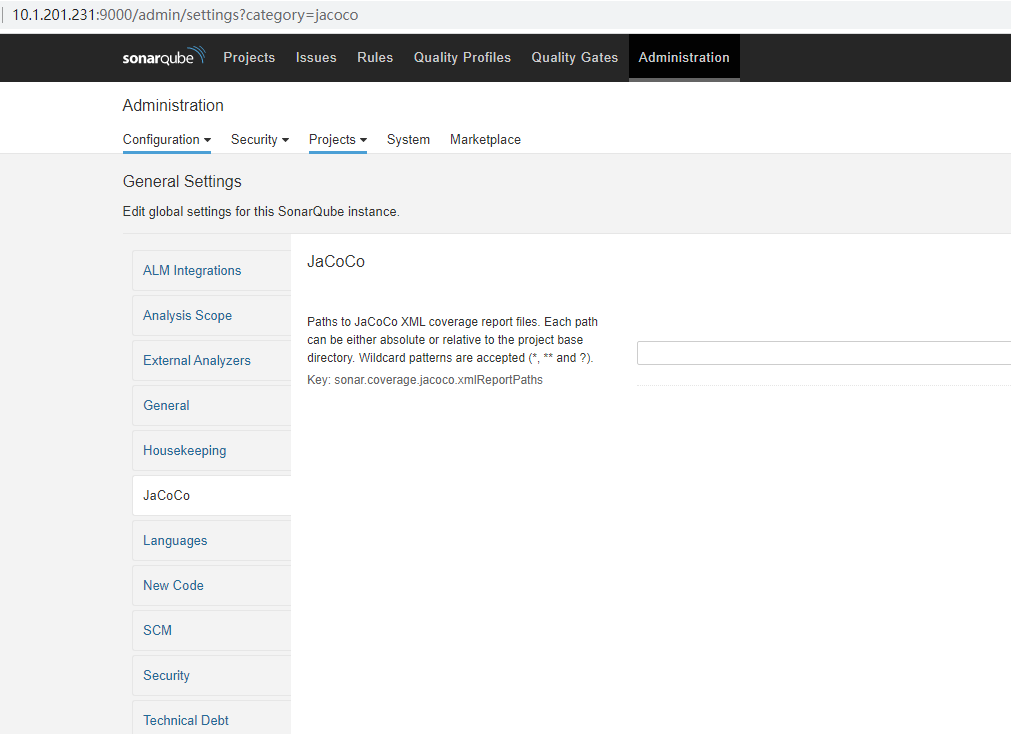 10.1.201.231:9000/admin/settings?category=jacoco
sonarqube Projects Issues Rules Quality Profiles Quality Gates Administration
Administration
Configuration Security Projects System Marketplace
General Settings
Edit global settings for this SonarQube instance.
ALM Integrations
Analysis Scope
External Analyzers
General
Housekeeping
JaCoCo
Languages
New Code
SCM
Security
Technical Debt
JaCoCo
Paths to JaCoCo XML coverage report files. Each path
can be either absolute or relative to the project base
directory. Wildcard patterns are accepted (*, ** and ?).
Key: sonar.coverage.jacoco.xmlReportPaths